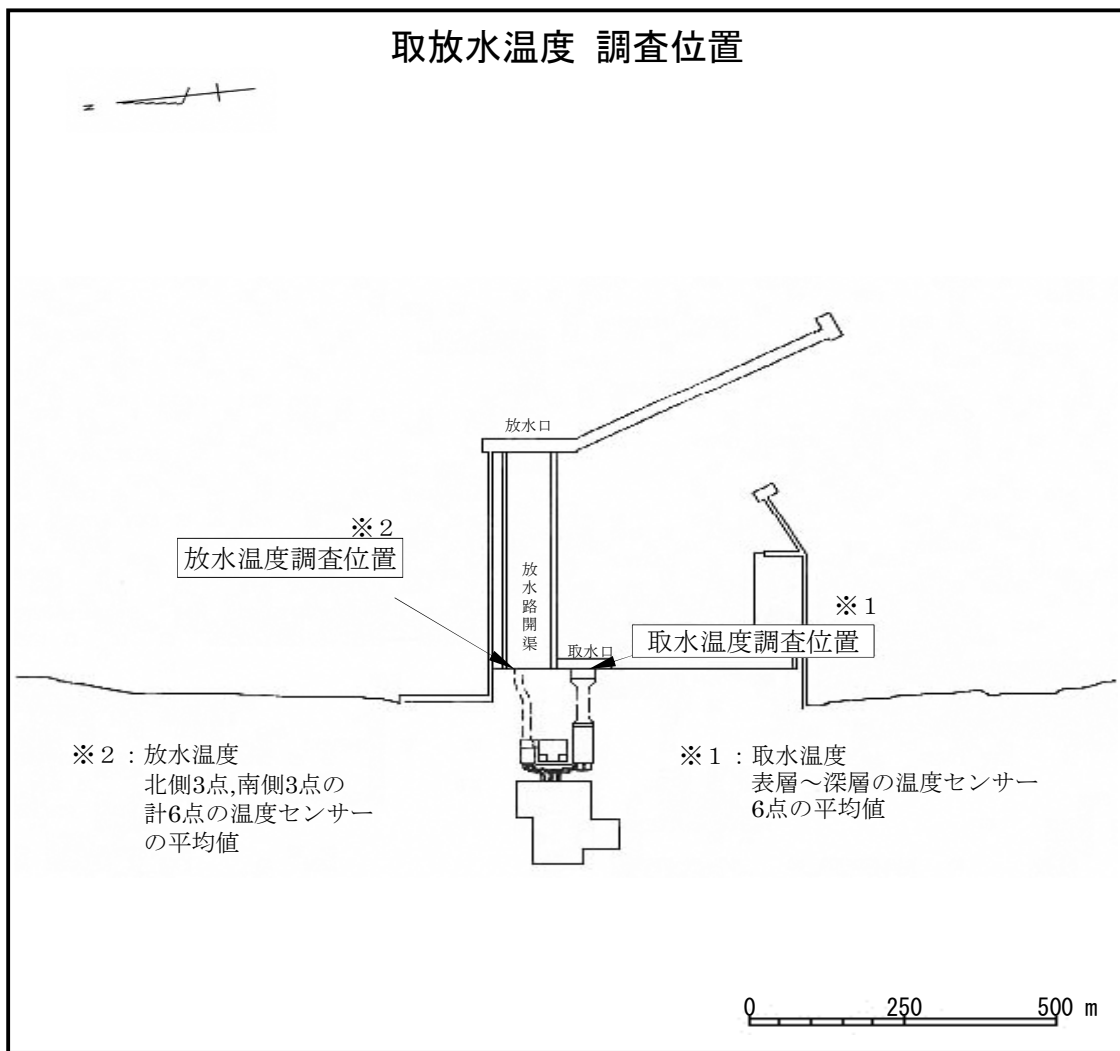 取放水温度 調査位置
N
放水口
※2
放水温度調査位置
放水路開渠
※1
取水口
取水温度調査位置
※2：放水温度
北側3点,南側3点の
計6点の温度センサー
の平均値
※1：取水温度
表層～深層の温度センサー
6点の平均値
0 250 500 m